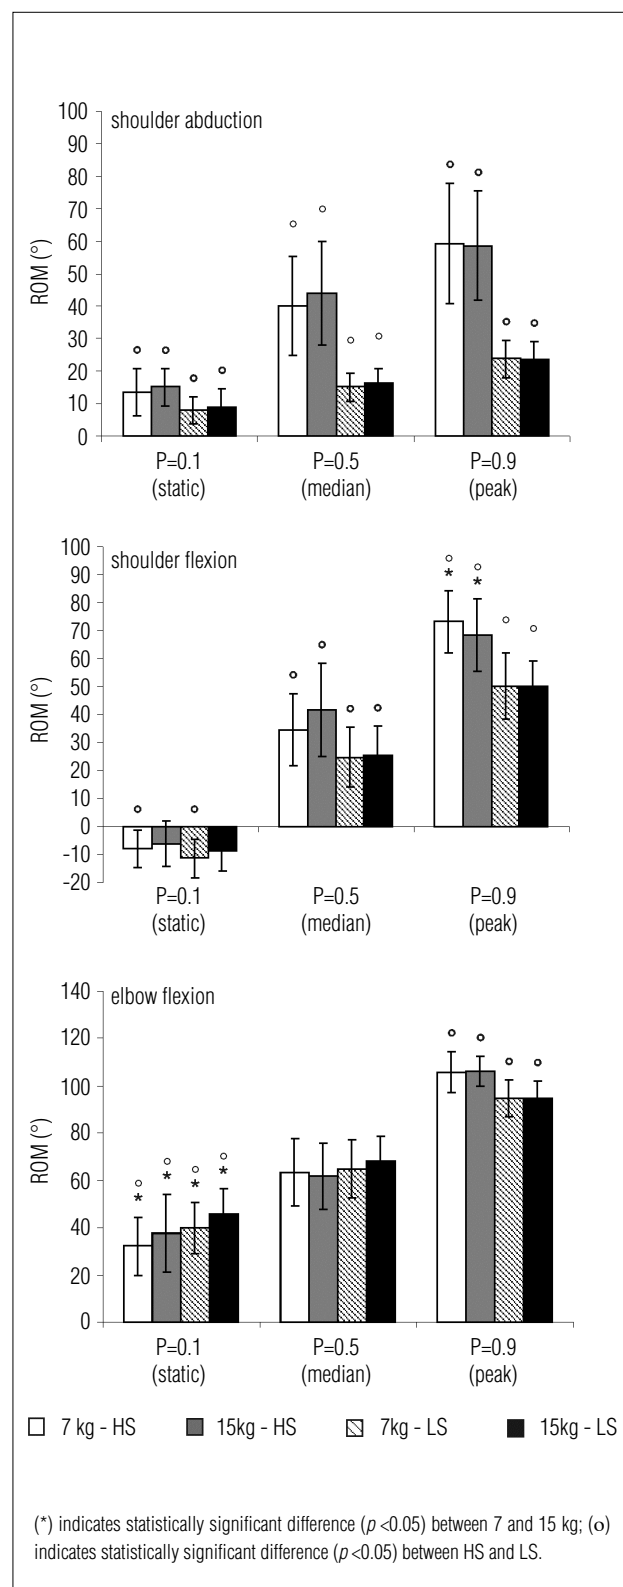 100
90
80
70
60
50
40
30
20
10
0
ROM (°)
shoulder abduction
P=0.1 P=0.5 P=0.9
(static) (median) (peak)
100
90
80
70
60
50
40
30
20
10
0
-10
-20
ROM (°)
shoulder flexion
* *
P=0.1 P=0.5 P=0.9
(static) (median) (peak)
140
120
100
80
60
40
20
0
ROM (°)
elbow flexion
* * * *
P=0.1 P=0.5 P=0.9
(static) (median) (peak)
7 kg - HS 15kg - HS 7kg - LS 15kg - LS
(*) indicates statistically significant difference (p <0.05) between 7 and 15 kg; (o)
indicates statistically significant difference (p <0.05) between HS and LS.